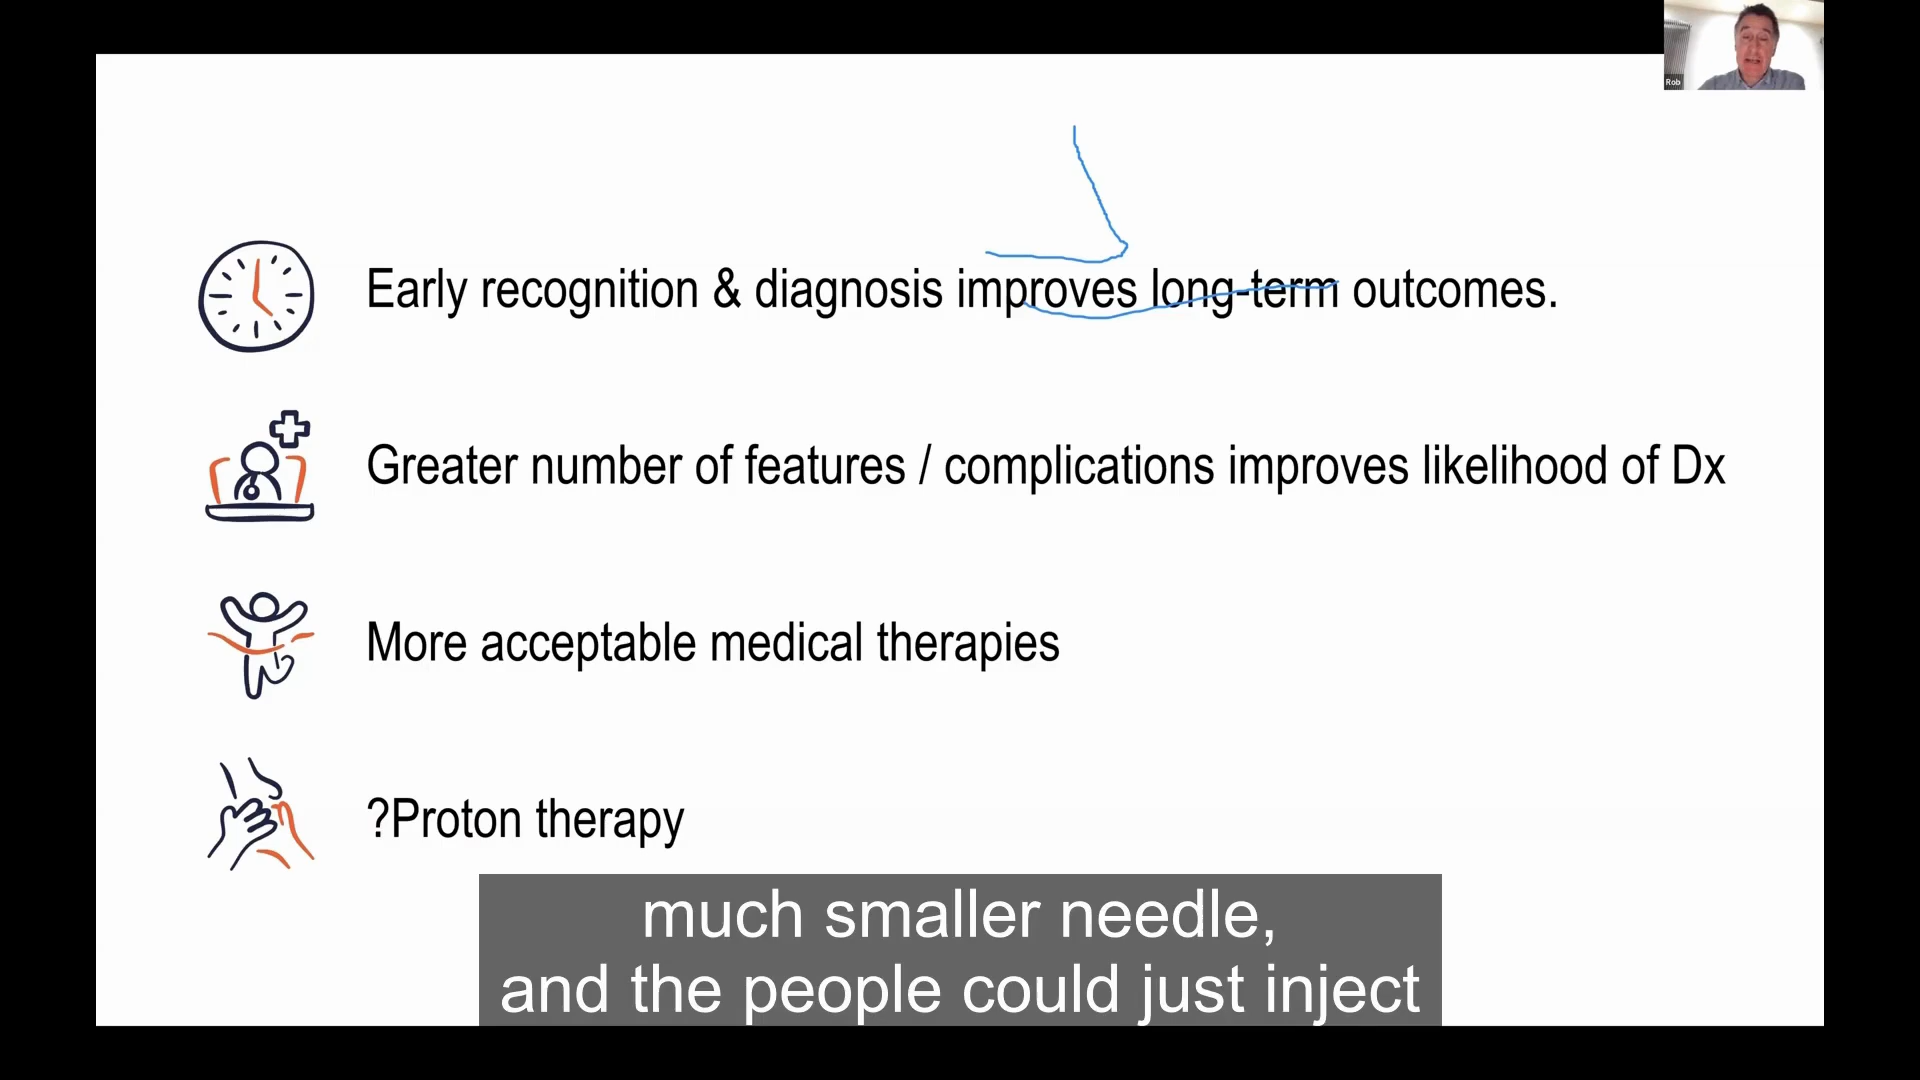 Rob
Early recognition & diagnosis improves long-term outcomes.
Greater number of features / complications improves likelihood of Dx
More acceptable medical therapies
?Proton therapy
much smaller needle,
and the people could just inject